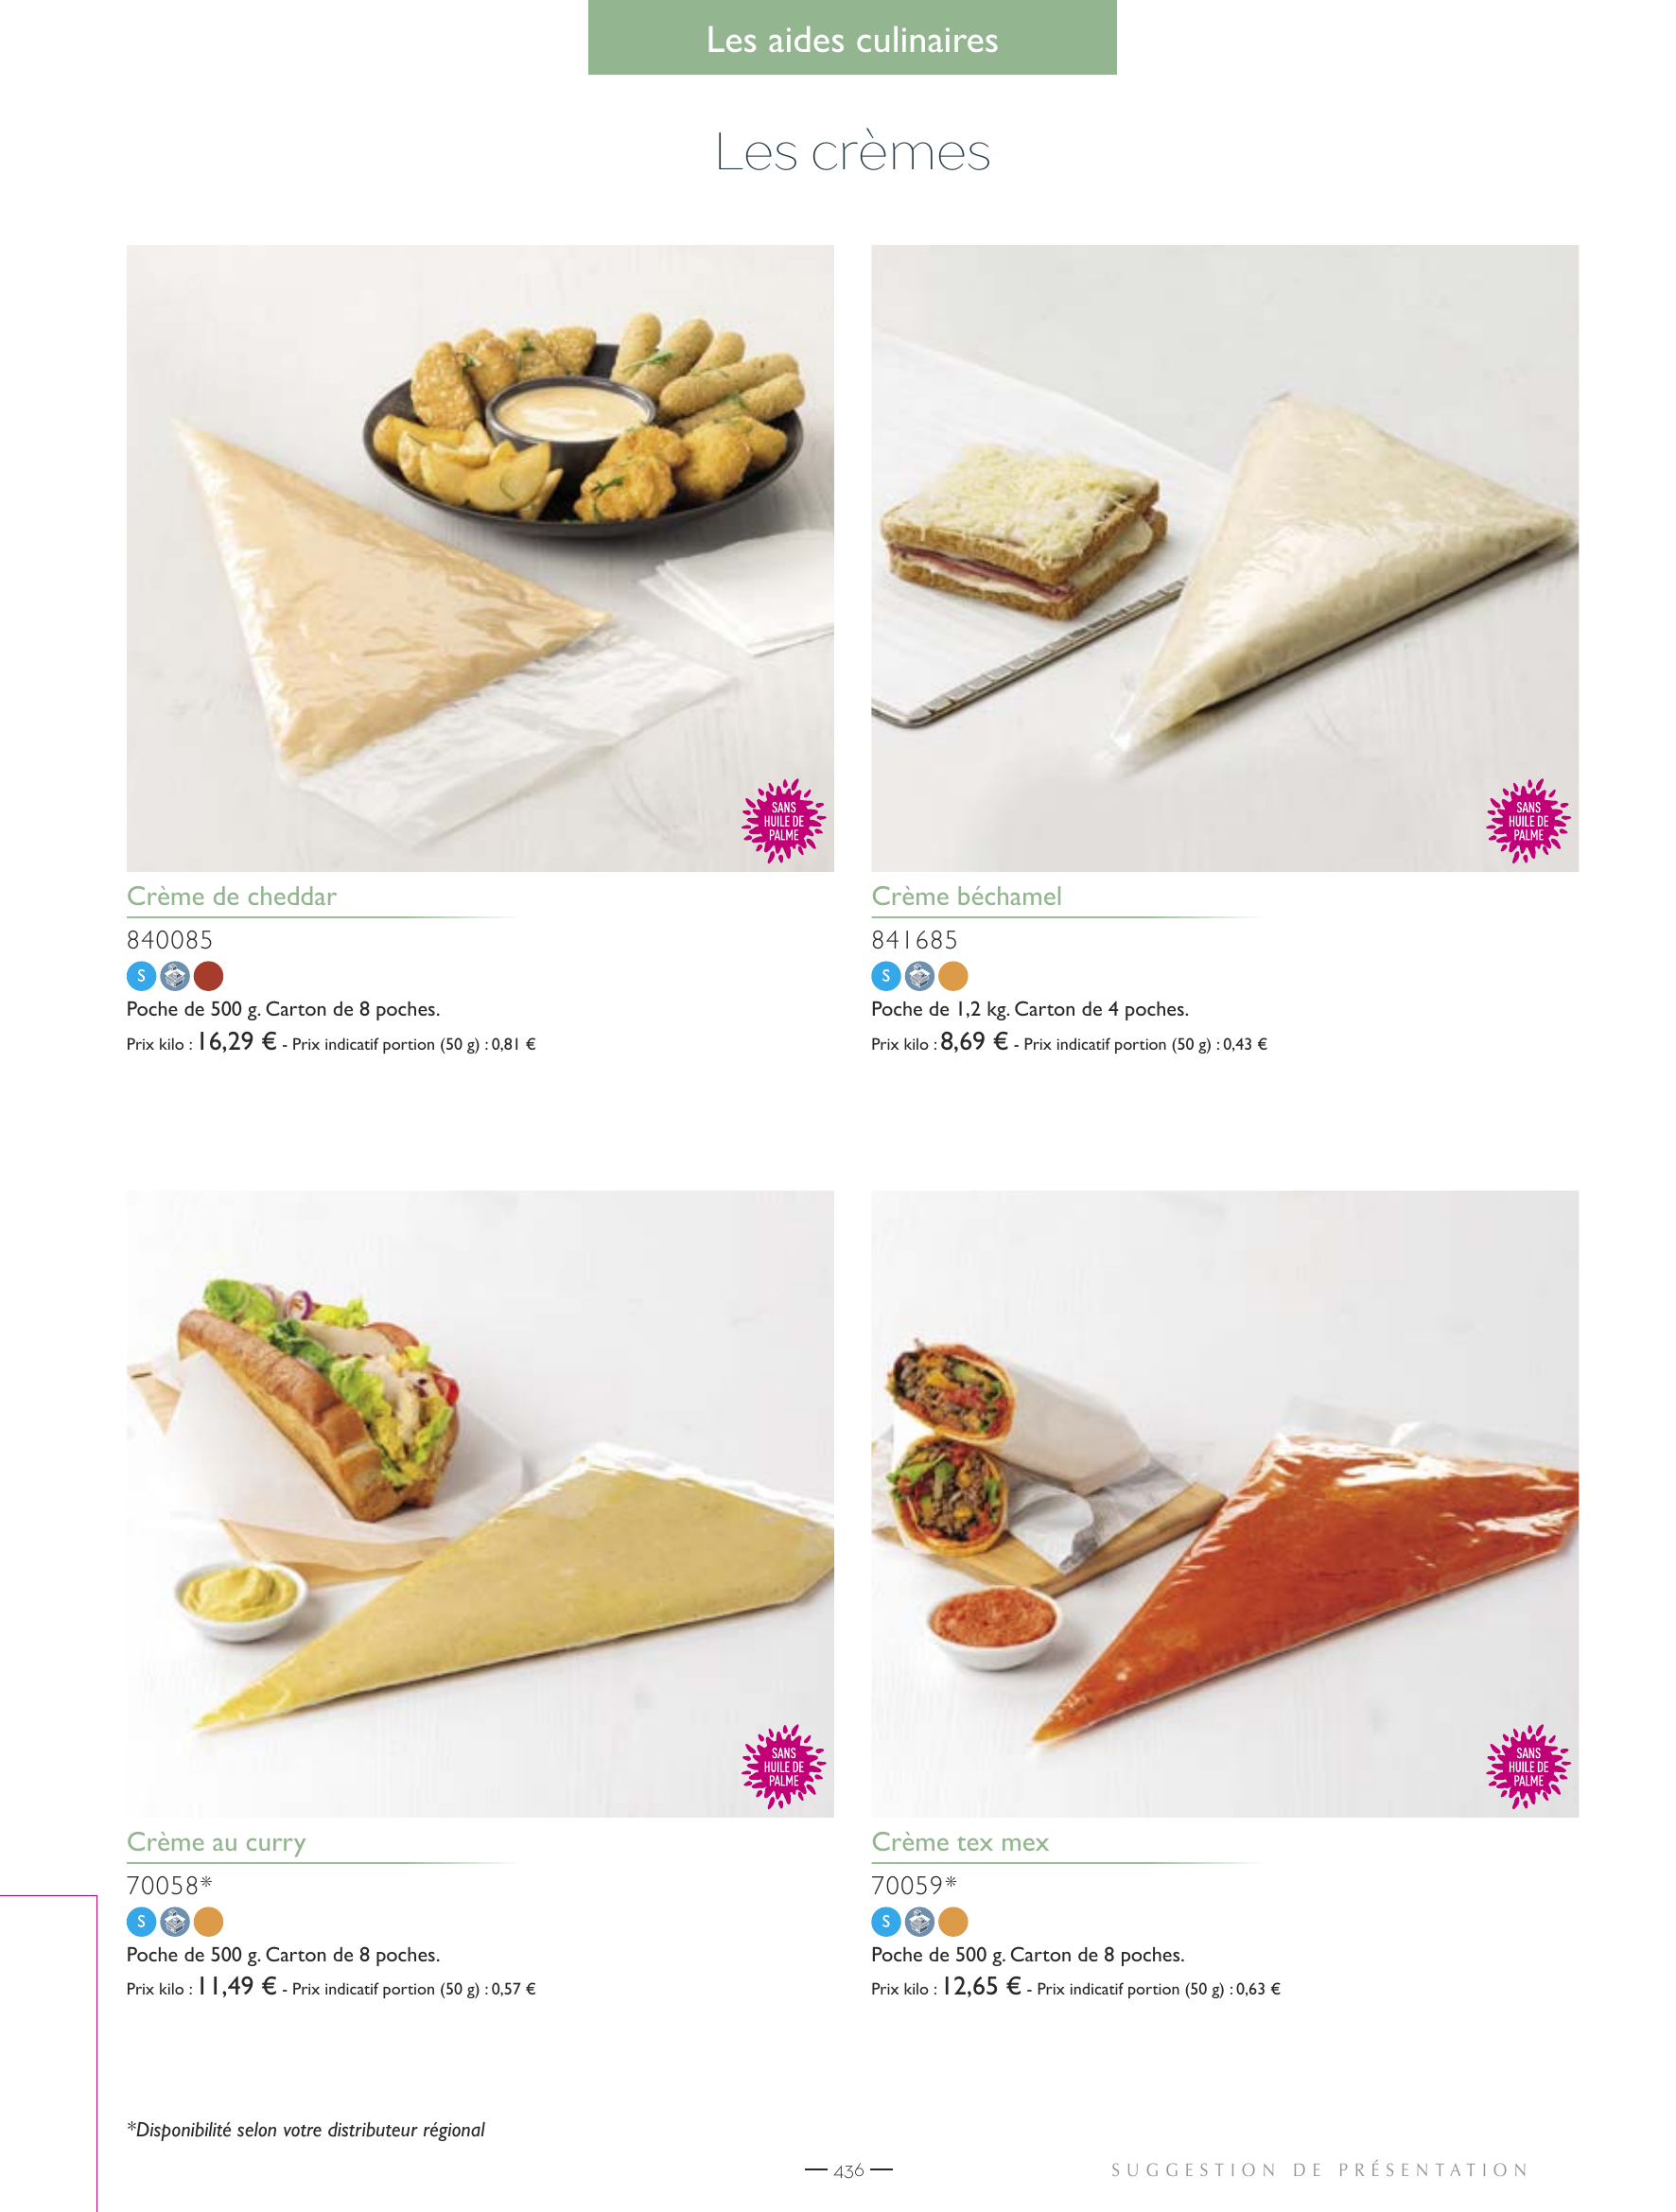 Les aides culinaires
Les crèmes
SANS
HUILE DE
PALME
SANS
HUILE DE
PALME
Crème de cheddar
840085
S
Poche de 500 g. Carton de 8 poches.
Prix kilo : 16,29 € - Prix indicatif portion (50 g) : 0,81 €
Crème béchamel
841685
S
Poche de 1,2 kg. Carton de 4 poches.
Prix kilo : 8,69 € - Prix indicatif portion (50 g) : 0,43 €
SANS
HUILE DE
PALME
SANS
HUILE DE
PALME
Crème au curry
70058*
S
Poche de 500 g. Carton de 8 poches.
Prix kilo : 11,49 € - Prix indicatif portion (50 g) : 0,57 €
Crème tex mex
70059*
S
Poche de 500 g. Carton de 8 poches.
Prix kilo : 12,65 € - Prix indicatif portion (50 g) : 0,63 €
*Disponibilité selon votre distributeur régional
— 436 —
SUGGESTION DE PRÉSENTATION